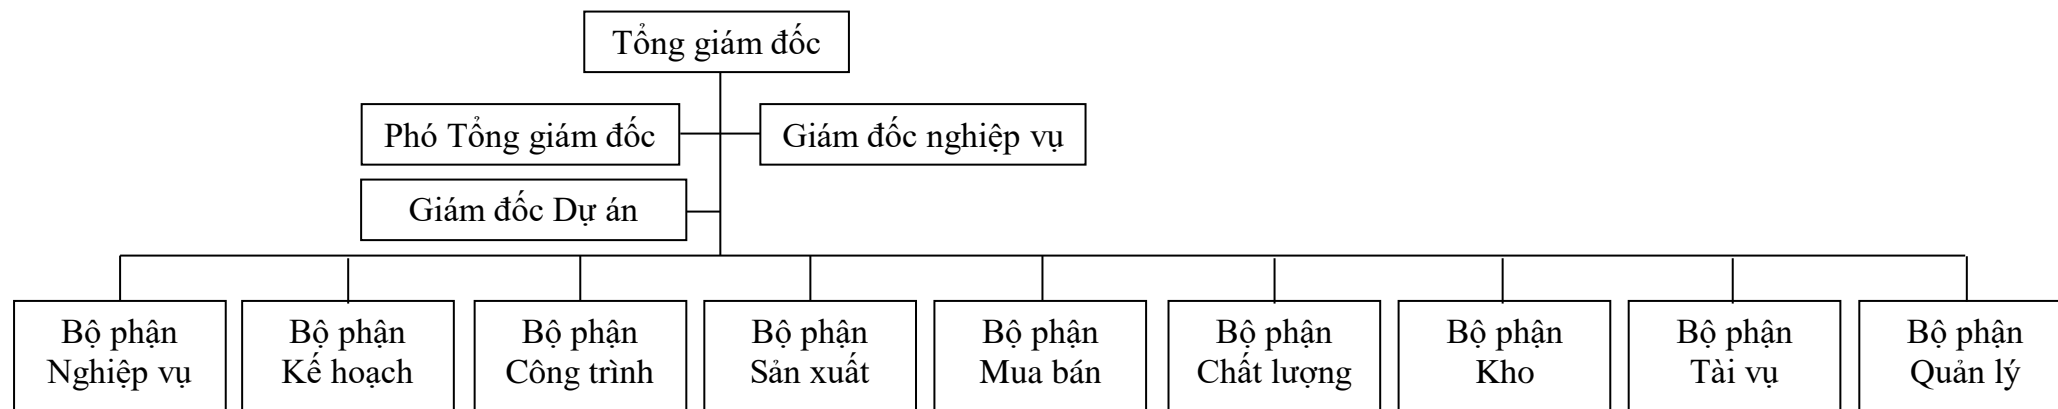 Tổng giám đốc
Phó Tổng giám đốc
Giám đốc nghiệp vụ
Giám đốc Dự án
Bộ phận
Nghiệp vụ
Bộ phận
Kế hoạch
Bộ phận
Công trình
Bộ phận
Sản xuất
Bộ phận
Mua bán
Bộ phận
Chất lượng
Bộ phận
Kho
Bộ phận
Tài vụ
Bộ phận
Quản lý